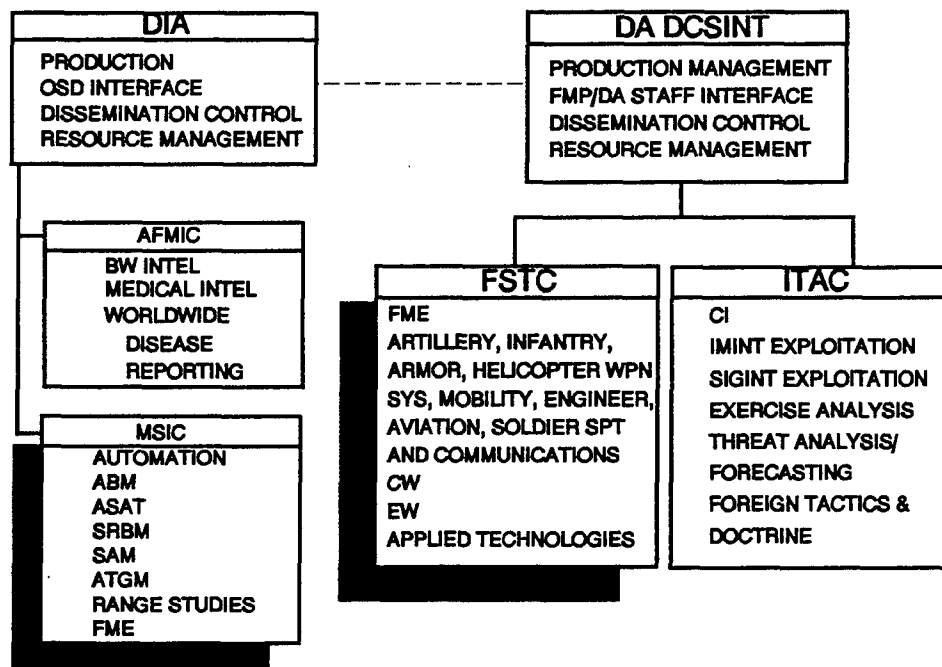 DIA
PRODUCTION
OSD INTERFACE
DISSEMINATION CONTROL
RESOURCE MANAGEMENT
DA DCSINT
PRODUCTION MANAGEMENT
FMP/DA STAFF INTERFACE
DISSEMINATION CONTROL
RESOURCE MANAGEMENT
AFMIC
BW INTEL
MEDICAL INTEL
WORLDWIDE
DISEASE
REPORTING
MSIC
AUTOMATION
ABM
ASAT
SRBM
SAM
ATGM
RANGE STUDIES
FME
FSTC
FME
ARTILLERY, INFANTRY,
ARMOR, HELICOPTER WPN
SYS, MOBILITY, ENGINEER,
AVIATION, SOLDIER SPT
AND COMMUNICATIONS
CW
EW
APPLIED TECHNOLOGIES
ITAC
CI
IMINT EXPLOITATION
SIGINT EXPLOITATION
EXERCISE ANALYSIS
THREAT ANALYSIS/
FORECASTING
FOREIGN TACTICS &
DOCTRINE